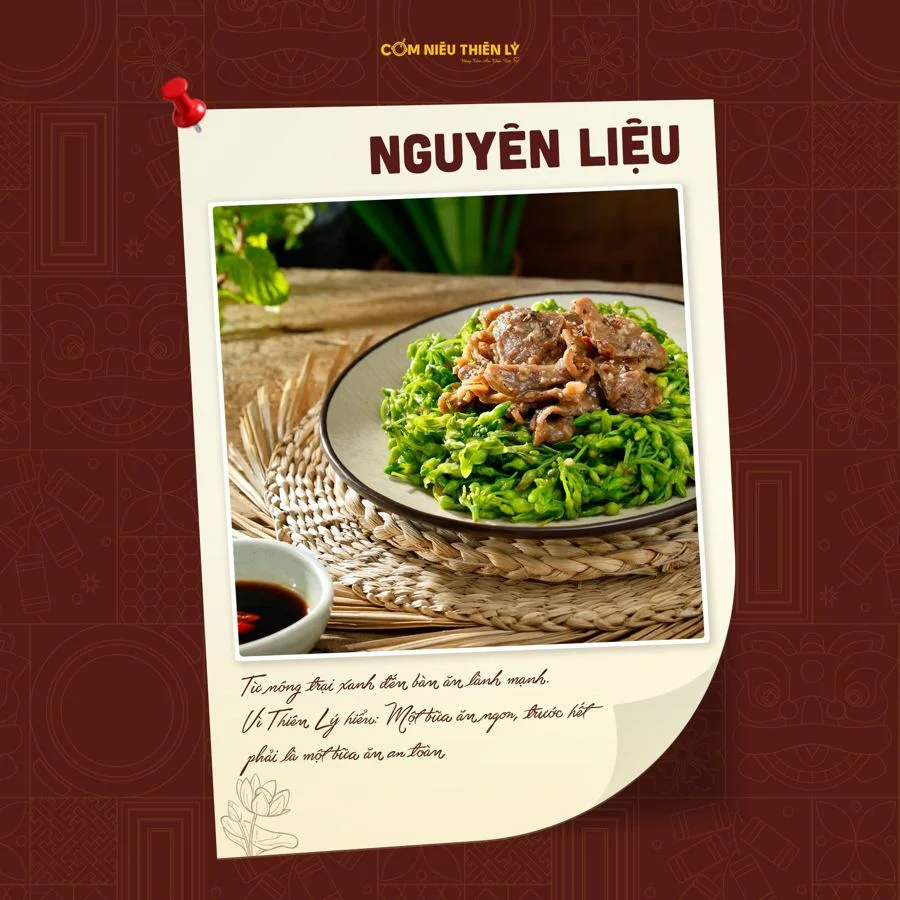 CƠM NIÊU THIÊN LÝ
NGUYÊN LIỆU
Từ nông trại xanh đến bàn ăn lành mạnh.
Vì Thiên Lý hiểu: Một bữa ăn ngon, trước hết
phải là một bữa ăn an toàn